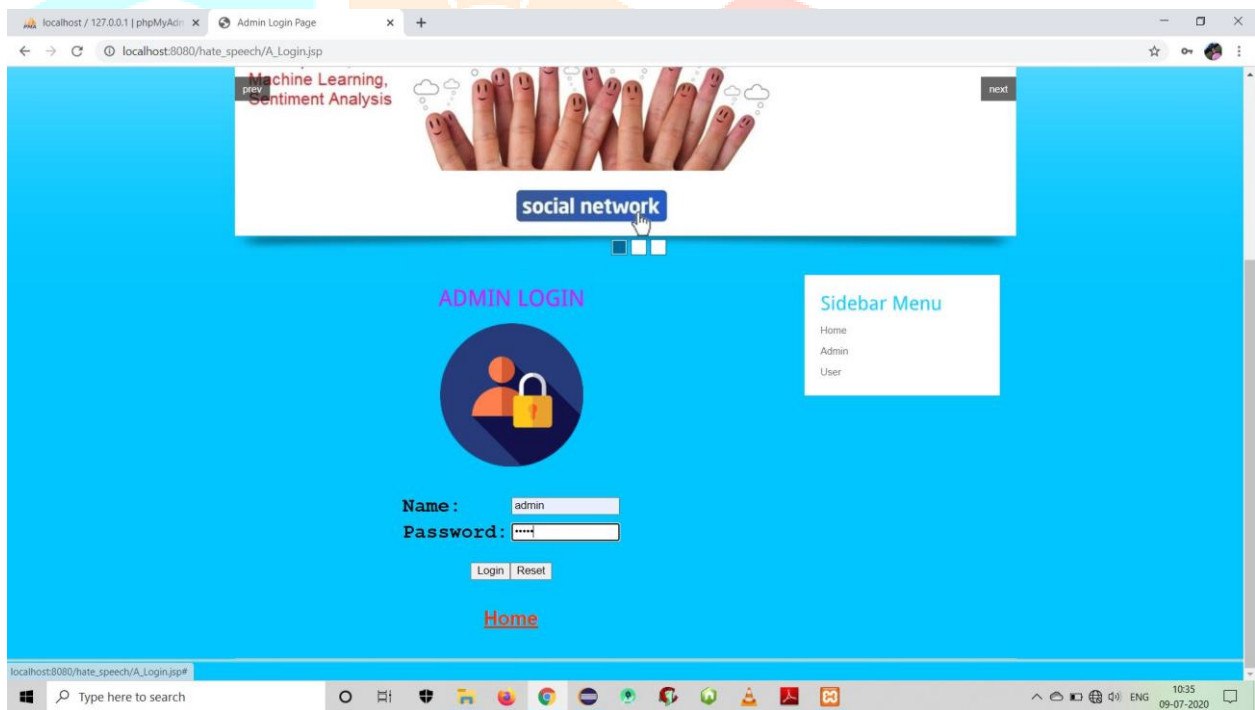 localhost / 127.0.0.1 | phpMyAdm
Admin Login Page
localhost:8080/hate_speech/A_Login.jsp
Machine Learning,
prev
Sentiment Analysis
next
social network
ADMIN LOGIN
Sidebar Menu
Home
Admin
User
Name: admin
Password: •••••
Login Reset
Home
localhost:8080/hate_speech/A_Login.jsp#
Type here to search
ENG
10:35
09-07-2020